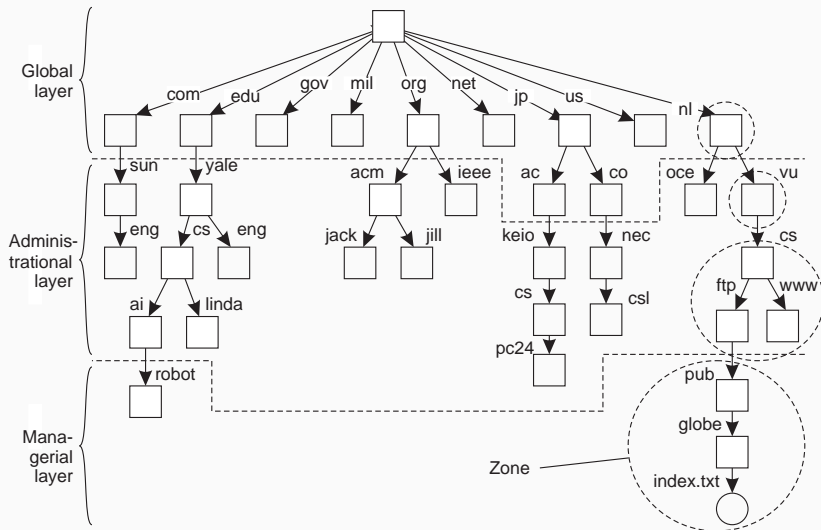 Global
layer
com
edu
gov
mil
org
net
jp
us
nl
sun
yale
acm
ieee
ac
co
oce
vu
Adminis-
trational
layer
eng
cs
eng
jack
jill
keio
nec
cs
ai
linda
cs
csl
ftp
www
pc24
robot
pub
Mana-
gerial
layer
globe
Zone
index.txt